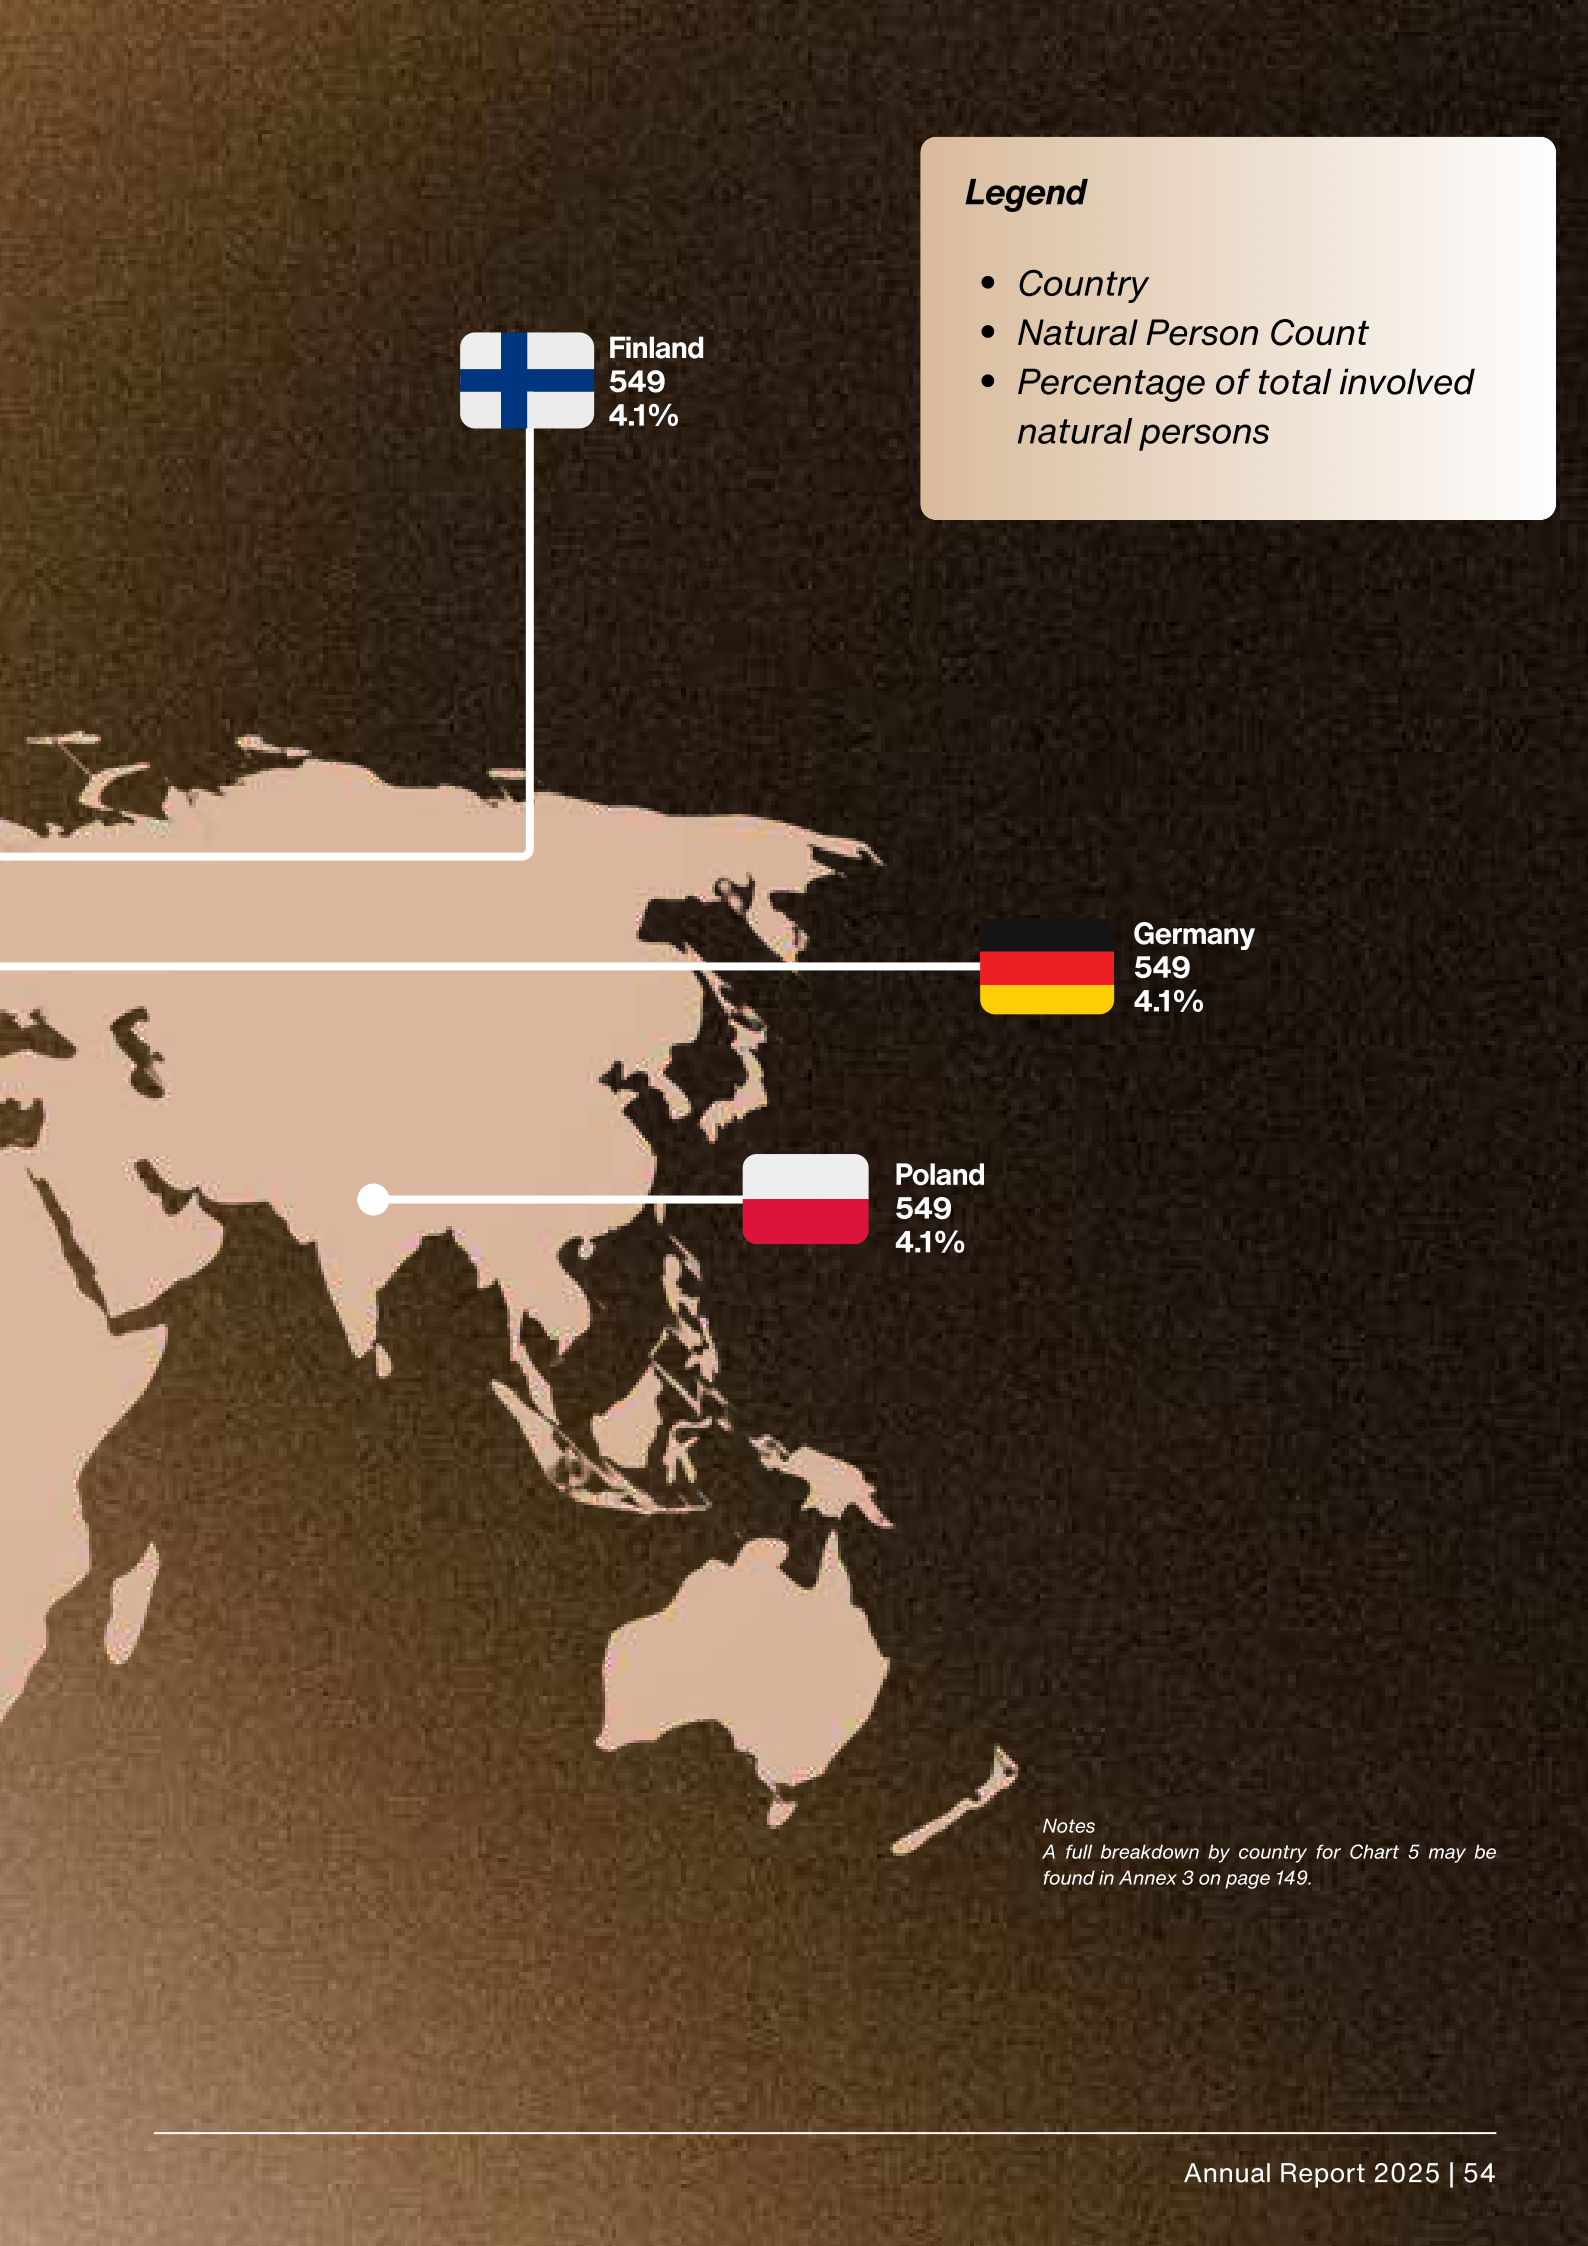 Legend
• Country
• Natural Person Count
• Percentage of total involved
natural persons
Finland
549
4.1%
Germany
549
4.1%
Poland
549
4.1%
Notes
A full breakdown by country for Chart 5 may be
found in Annex 3 on page 149.
Annual Report 2025 | 54